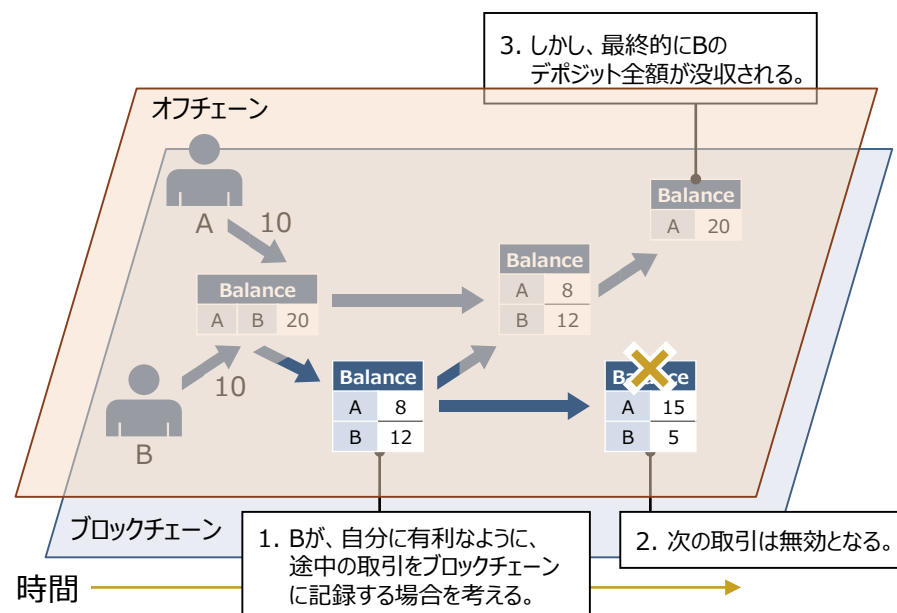 3. しかし、最終的にBの
デポジット全額が没収される。
オフチェーン
A
10
Balance
A 20
Balance
A 8
B 12
Balance
A B 20
10
B
Balance
A 8
B 12
Balance
A 15
B 5
ブロックチェーン
1. Bが、自分に有利なように、
途中の取引をブロックチェーン
に記録する場合を考える。
2. 次の取引は無効となる。
時間